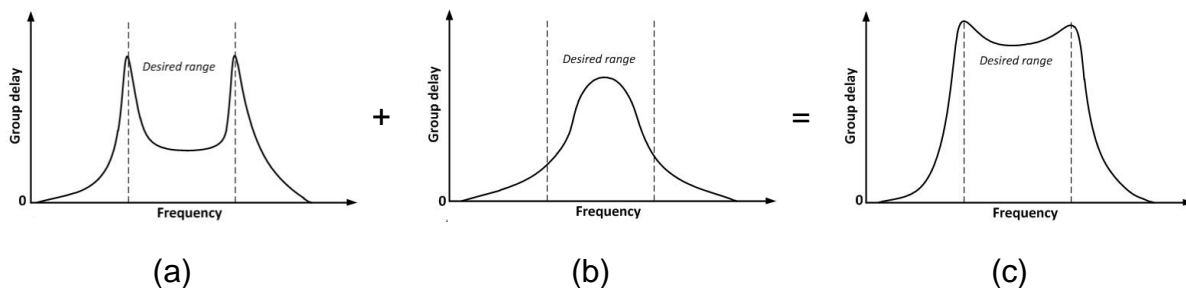 Group delay
Desired range
0
Frequency
(a)
+
Group delay
Desired range
0
Frequency
(b)
=
Group delay
Desired range
0
Frequency
(c)